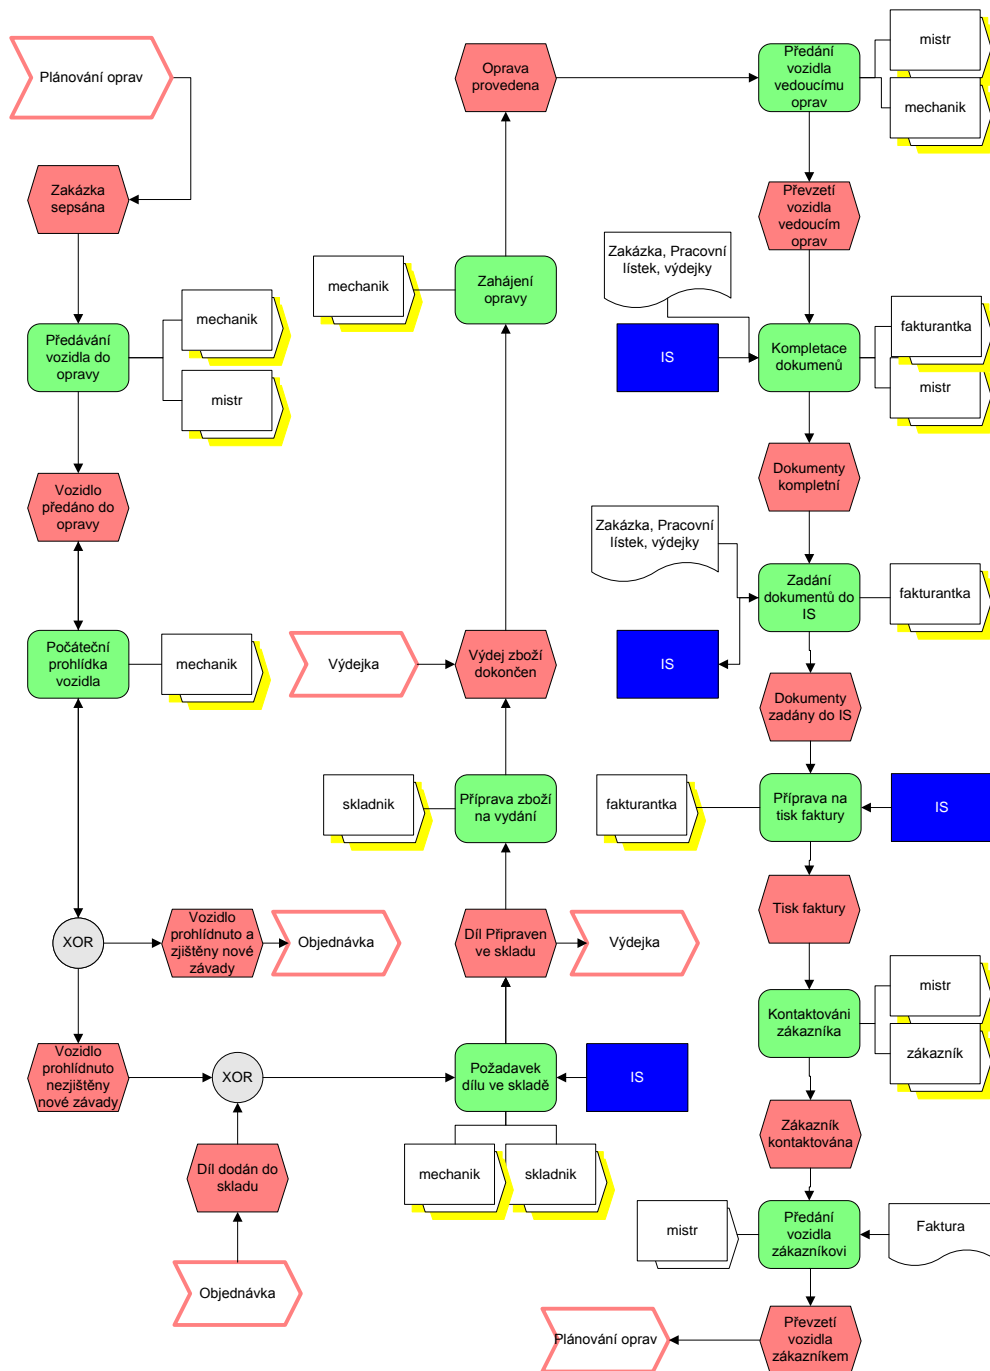 Plánování oprav
Zakázka
sepsána
Předávání
vozidla do
opravy
mechanik
mistr
Vozidlo
předáno do
opravy
Počáteční
prohlídka
vozidla
mechanik
XOR
Vozidlo
prohlídnuto a
zjištěny nové
závady
Objednávka
Vozidlo
prohlídnuto
nezjištěny
nové závady
XOR
Díl dodán do
skladu
Objednávka
Oprava
provedena
mechanik
Zahájení
opravy
Výdejka
Výdej zboží
dokončen
skladnik
Příprava zboží
na vydání
Díl Připraven
ve skladu
Výdejka
Požadavek
dílu ve skladě
IS
mechanik
skladnik
Předání
vozidla
vedoucímu
oprav
mistr
mechanik
Převzetí
vozidla
vedoucím
oprav
Zakázka, Pracovní
lístek, výdejky
IS
Kompletace
dokumenů
fakturantka
mistr
Dokumenty
kompletní
Zakázka, Pracovní
lístek, výdejky
IS
Zadání
dokumentů do
IS
fakturantka
Dokumenty
zadány do IS
fakturantka
Příprava na
tisk faktury
IS
Tisk faktury
Kontaktováni
zákazníka
mistr
zákazník
Zákazník
kontaktována
mistr
Předání
vozidla
zákazníkovi
Faktura
Plánování oprav
Převzetí
vozidla
zákazníkem